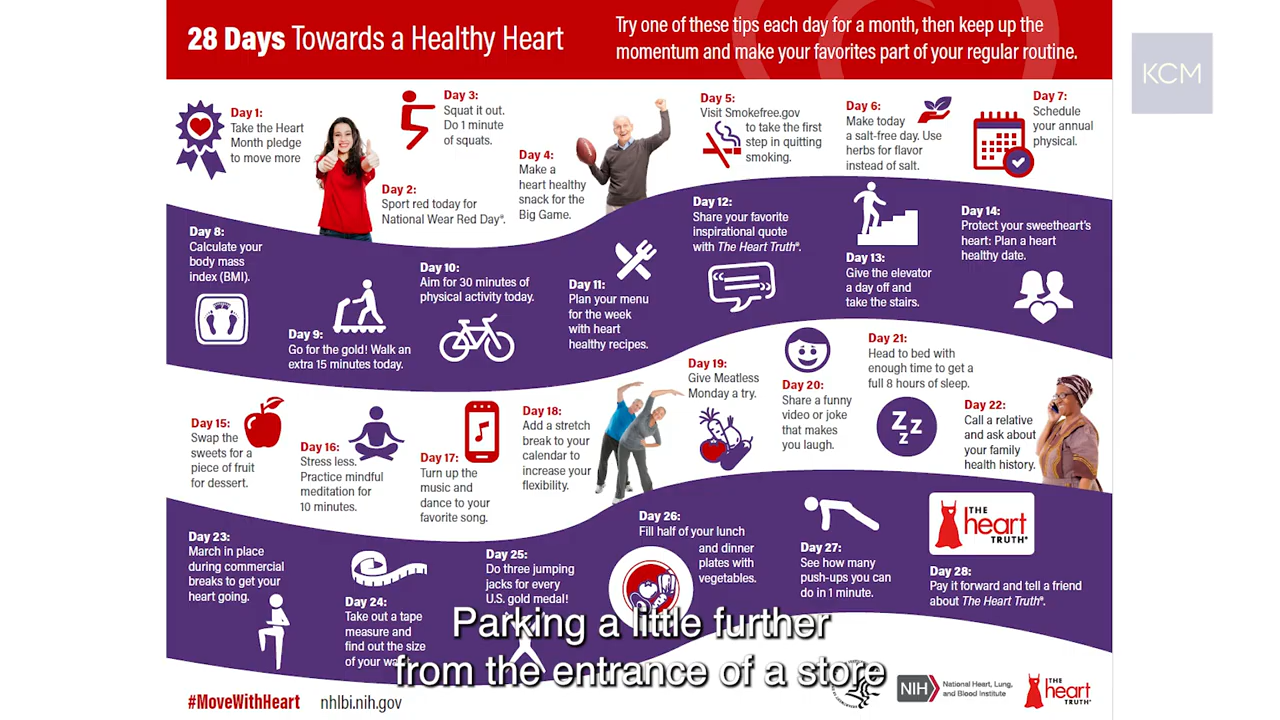 28 Days Towards a Healthy Heart
Try one of these tips each day for a month, then keep up the
momentum and make your favorites part of your regular routine.
KCM
Day 1:
Take the Heart
Month pledge
to move more
Day 2:
Sport red today for
National Wear Red Day®.
Day 3:
Squat it out.
Do 1 minute
of squats.
Day 4:
Make a
heart healthy
snack for the
Big Game.
Day 5:
Visit Smokefree.gov
to take the first
step in quitting
smoking.
Day 6:
Make today
a salt-free day. Use
herbs for flavor
instead of salt.
Day 7:
Schedule
your annual
physical.
Day 8:
Calculate your
body mass
index (BMI).
Day 9:
Go for the gold! Walk an
extra 15 minutes today.
Day 10:
Aim for 30 minutes of
physical activity today.
Day 11:
Plan your menu
for the week
with heart
healthy recipes.
Day 12:
Share your favorite
inspirational quote
with The Heart Truth®.
Day 13:
Give the elevator
a day off and
take the stairs.
Day 14:
Protect your sweetheart's
heart: Plan a heart
healthy date.
Day 15:
Swap the
sweets for a
piece of fruit
for dessert.
Day 16:
Stress less.
Practice mindful
meditation for
10 minutes.
Day 17:
Turn up the
music and
dance to your
favorite song.
Day 18:
Add a stretch
break to your
calendar to
increase your
flexibility.
Day 19:
Give Meatless
Monday a try.
Day 20:
Share a funny
video or joke
that makes
you laugh.
Day 21:
Head to bed with
enough time to get a
full 8 hours of sleep.
Zzz
Day 22:
Call a relative
and ask about
your family
health history.
Day 23:
March in place
during commercial
breaks to get your
heart going.
Day 24:
Take out a tape
measure and
find out the size
of your
Day 25:
Do three jumping
jacks for every
U.S. gold medal!
Day 26:
Fill half of your lunch
and dinner
plates with
vegetables.
Day 27:
See how many
push-ups you can
do in 1 minute.
THE
heart
TRUTH®
Day 28:
Pay it forward and tell a friend
about The Heart Truth®.
Parking a little further
from the entrance of a store
#MoveWithHeart nhlbi.nih.gov
NIH
National Heart, Lung,
and Blood Institute
THE
heart
TRUTH®